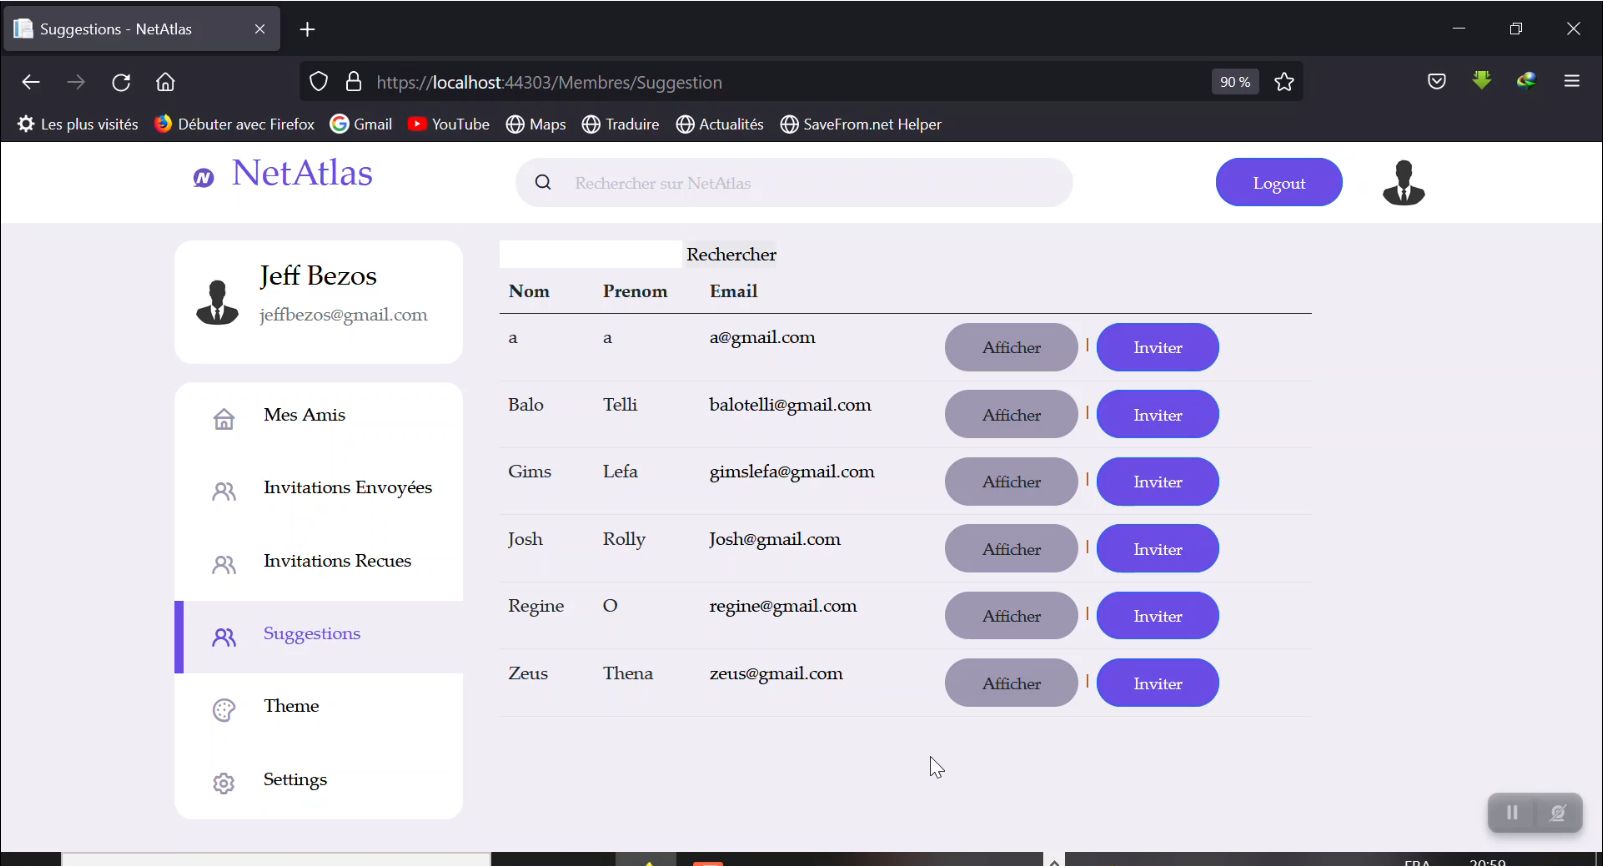 Suggestions - NetAtlas
https://localhost:44303/Membres/Suggestion 90 %
Les plus visités Débuter avec Firefox Gmail YouTube Maps Traduire Actualités SaveFrom.net Helper
NetAtlas Rechercher sur NetAtlas Logout
Jeff Bezos
jeffbezos@gmail.com
Mes Amis
Invitations Envoyées
Invitations Recues
Suggestions
Theme
Settings
Rechercher
Nom Prenom Email
a a a@gmail.com Afficher | Inviter
Balo Telli balotelli@gmail.com Afficher | Inviter
Gims Lefa gimslefa@gmail.com Afficher | Inviter
Josh Rolly Josh@gmail.com Afficher | Inviter
Regine O regine@gmail.com Afficher | Inviter
Zeus Thena zeus@gmail.com Afficher | Inviter
FRA 20:59